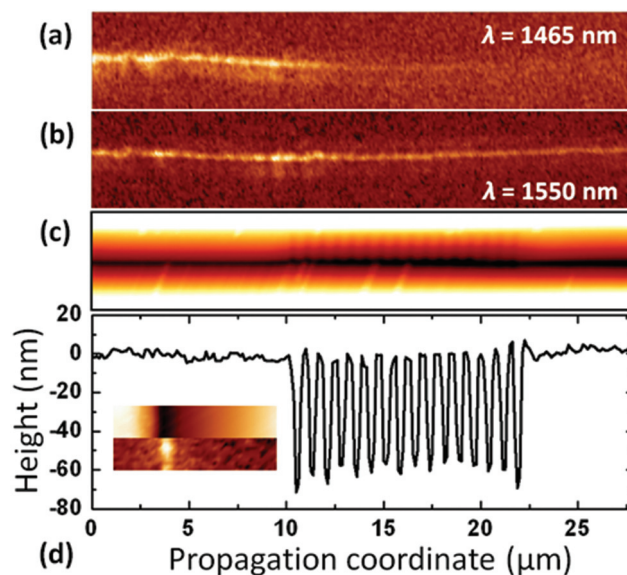 (a)
λ = 1465 nm
(b)
λ = 1550 nm
(c)
20
0
-20
-40
-60
-80
Height (nm)
0
5
10
15
20
25
(d)
Propagation coordinate (μm)